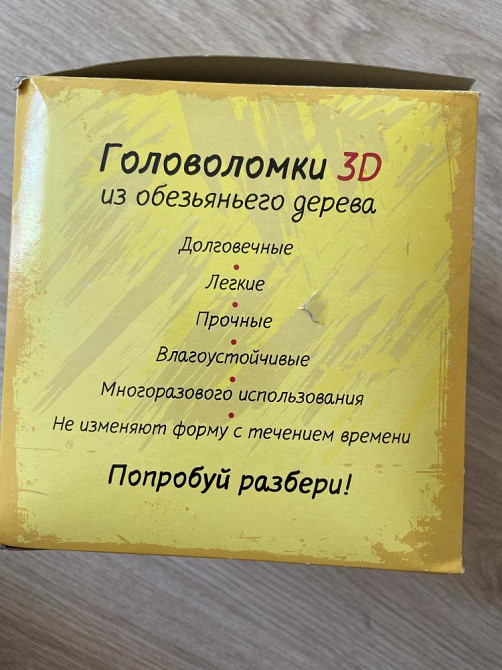 Головоломки 3D
из обезьяньего дерева
Долговечные
•
Легкие
•
Прочные
•
Влагоустойчивые
•
Многоразового использования
•
Не изменяют форму с течением времени
Попробуй разбери!